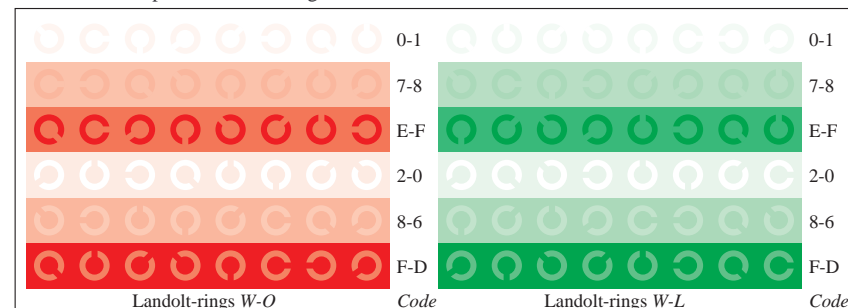 0-1 0-1
7-8 7-8
E-F E-F
2-0 2-0
8-6 8-6
F-D F-D
Landolt-rings W-O Code Landolt-rings W-L Code